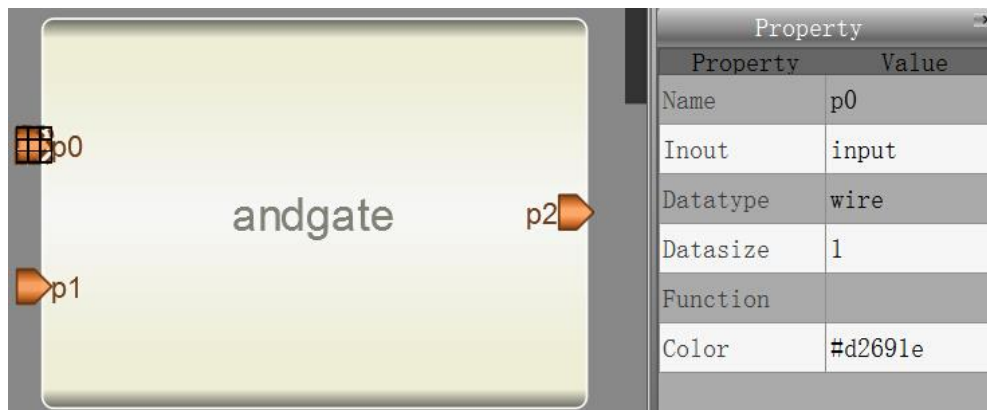 p0
p1
andgate
p2
Property
Property Value
Name p0
Inout input
Datatype wire
Datasize 1
Function
Color #d2691e